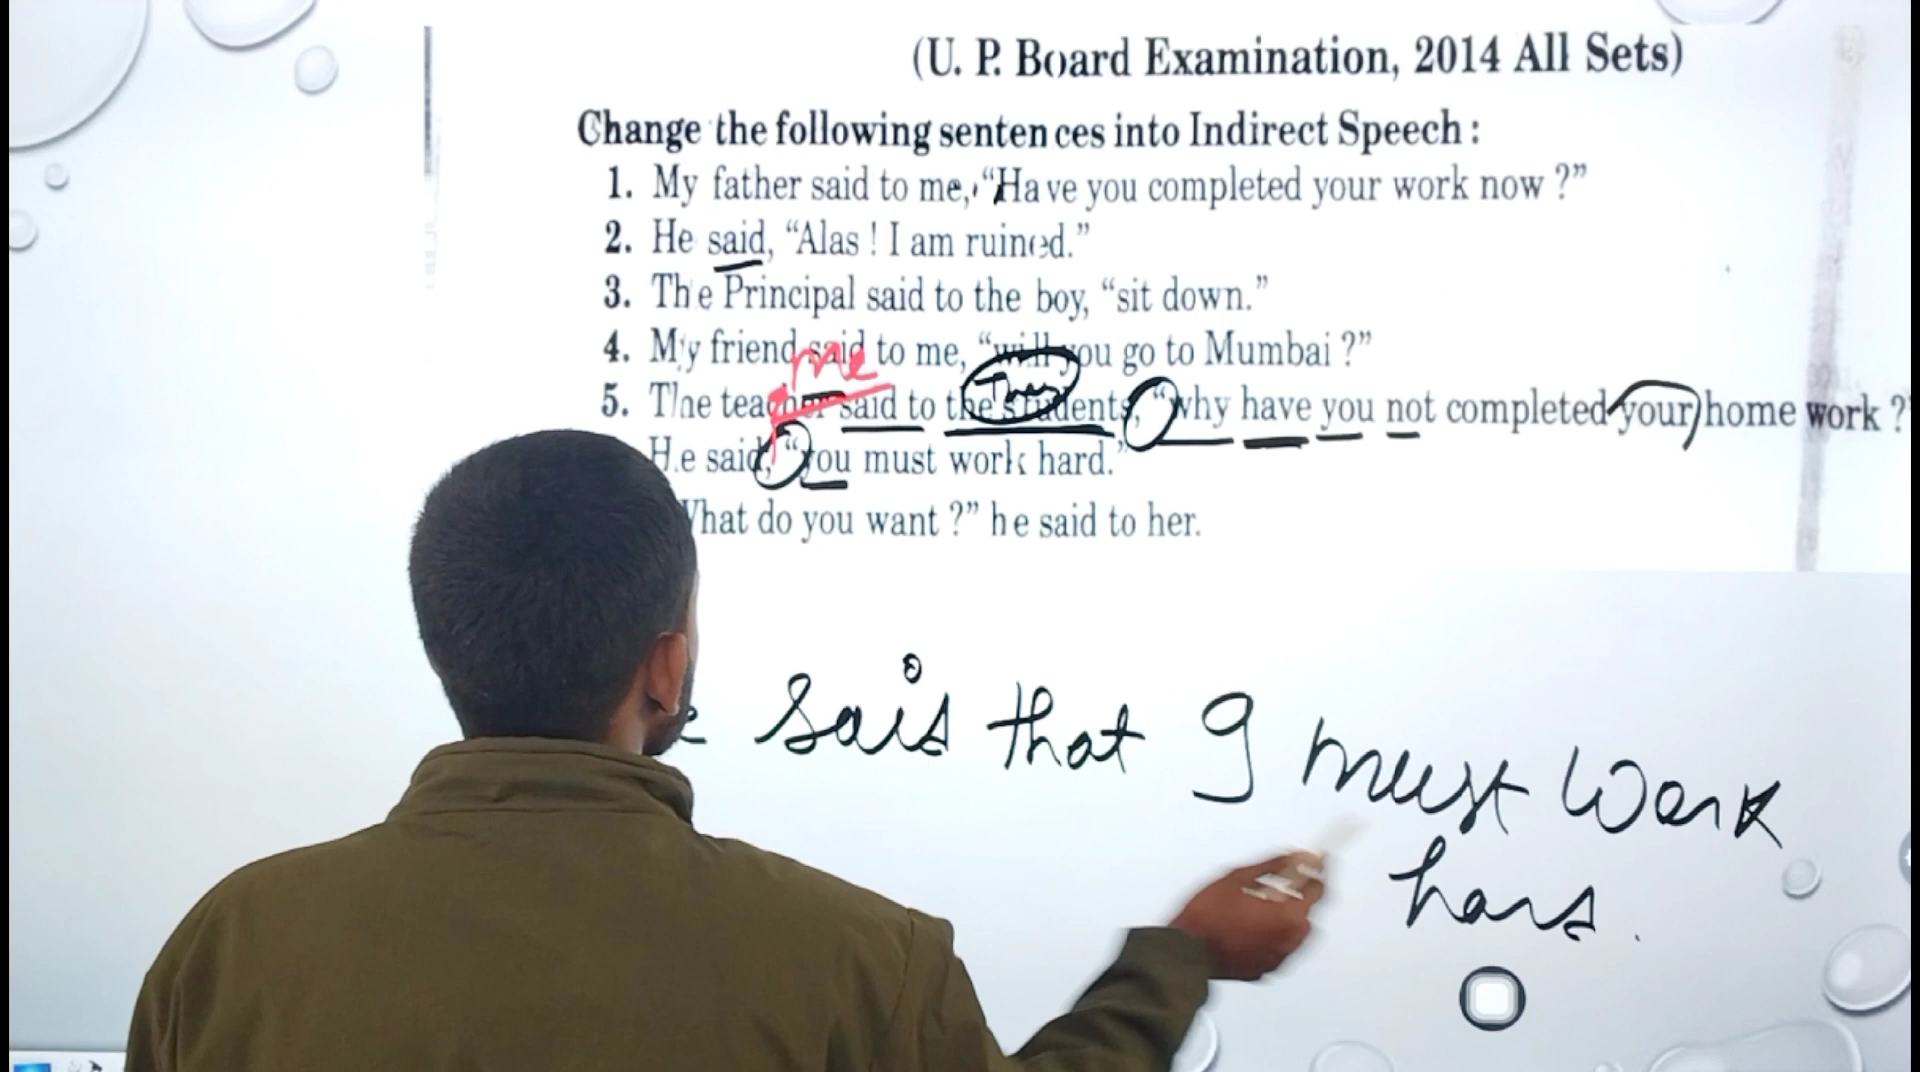 (U. P. Board Examination, 2014 All Sets)
Change the following sentences into Indirect Speech :
1. My father said to me, “Have you completed your work now ?”
2. He said, “Alas ! I am ruined.”
3. The Principal said to the boy, “sit down.”
4. My friend said to me, “will you go to Mumbai ?”
me
They
5. The teacher said to the students, “why have you not completed your home work ?
He said, “you must work hard.”
What do you want ?” he said to her.
said that I must work
hard.